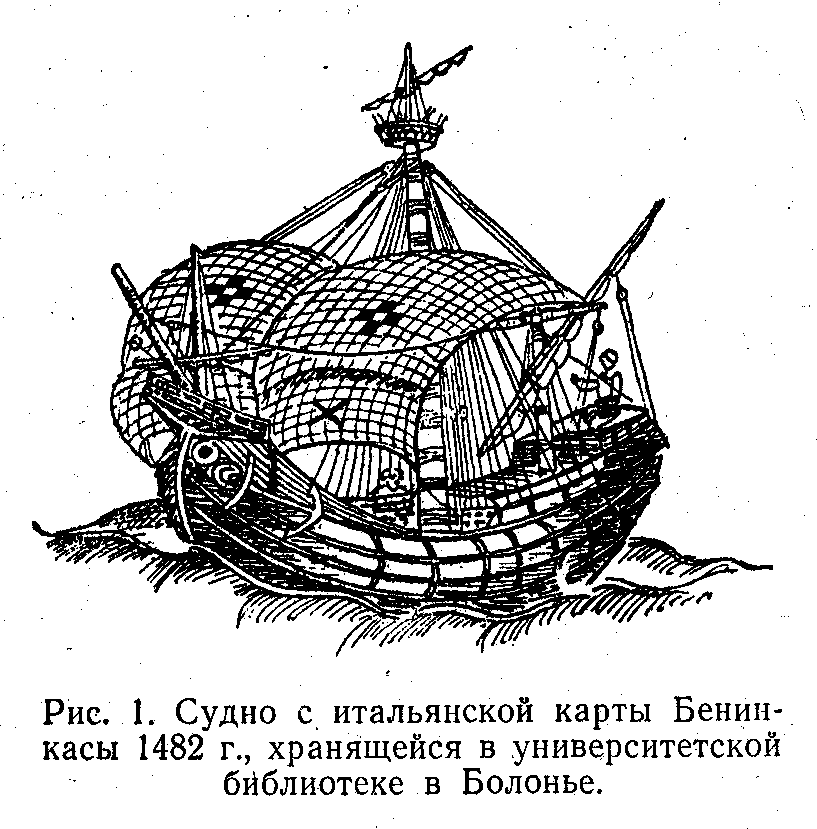 Рис. 1. Судно с итальянской карты Бенин-
касы 1482 г., хранящейся в университетской
библиотеке в Болонье.